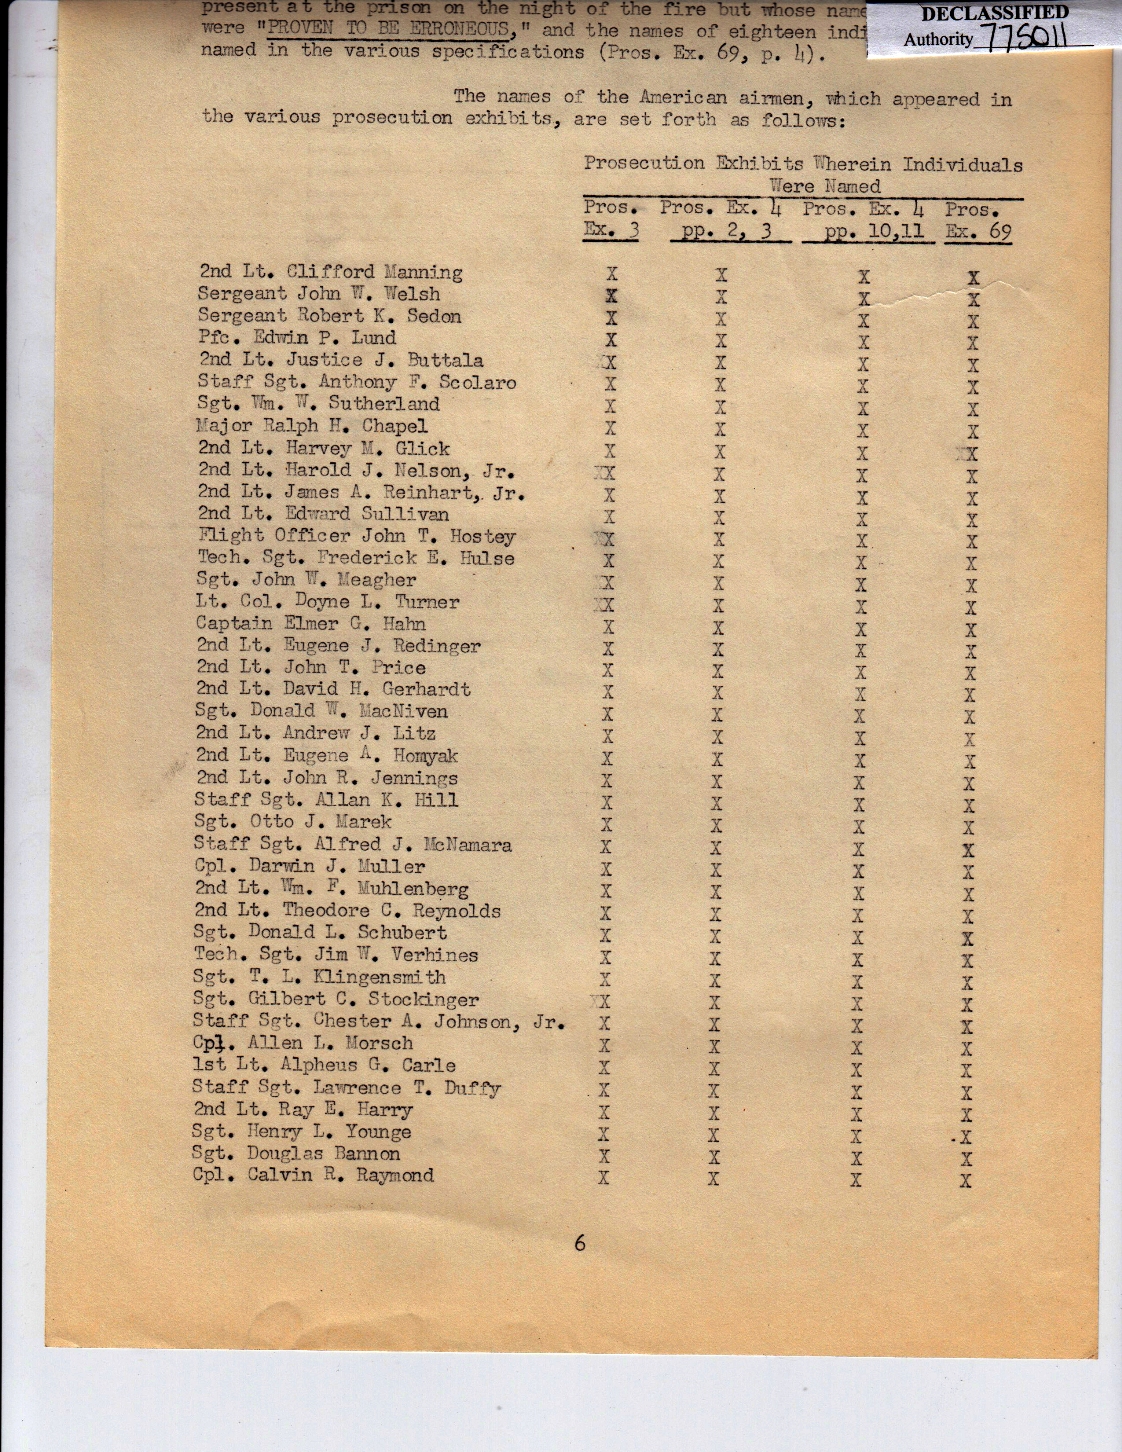 present at the prison on the night of the fire but whose name
were "PROVEN TO BE ERRONEOUS," and the names of eighteen indi
named in the various specifications (Pros. Ex. 69, p. 4).
DECLASSIFIED
Authority 775011
The names of the American airmen, which appeared in
the various prosecution exhibits, are set forth as follows:
Prosecution Exhibits Wherein Individuals
Were Named
Pros. Pros. Ex. 4 Pros. Ex. 4 Pros.
Ex. 3 pp. 2, 3 pp. 10,11 Ex. 69
2nd Lt. Clifford Manning X X X X
Sergeant John W. Welsh X X X X
Sergeant Robert K. Sedon X X X X
Pfc. Edwin P. Lund X X X X
2nd Lt. Justice J. Buttala X X X X
Staff Sgt. Anthony F. Scolaro X X X X
Sgt. Wm. W. Sutherland X X X X
Major Ralph H. Chapel X X X X
2nd Lt. Harvey M. Glick X X X X
2nd Lt. Harold J. Nelson, Jr. X X X X
2nd Lt. James A. Reinhart, Jr. X X X X
2nd Lt. Edward Sullivan X X X X
Flight Officer John T. Hostey X X X X
Tech. Sgt. Frederick E. Hulse X X X X
Sgt. John W. Meagher X X X X
Lt. Col. Doyne L. Turner X X X X
Captain Elmer G. Hahn X X X X
2nd Lt. Eugene J. Redinger X X X X
2nd Lt. John T. Price X X X X
2nd Lt. David H. Gerhardt X X X X
Sgt. Donald W. MacNiven X X X X
2nd Lt. Andrew J. Litz X X X X
2nd Lt. Eugene A. Homyak X X X X
2nd Lt. John R. Jennings X X X X
Staff Sgt. Allan K. Hill X X X X
Sgt. Otto J. Marek X X X X
Staff Sgt. Alfred J. McNamara X X X X
Cpl. Darwin J. Muller X X X X
2nd Lt. Wm. F. Muhlenberg X X X X
2nd Lt. Theodore C. Reynolds X X X X
Sgt. Donald L. Schubert X X X X
Tech. Sgt. Jim W. Verhines X X X X
Sgt. T. L. Klingensmith X X X X
Sgt. Gilbert C. Stockinger X X X X
Staff Sgt. Chester A. Johnson, Jr. X X X X
Cpl. Allen L. Morsch X X X X
1st Lt. Alpheus G. Carle X X X X
Staff Sgt. Lawrence T. Duffy X X X X
2nd Lt. Ray E. Harry X X X X
Sgt. Henry L. Younge X X X X
Sgt. Douglas Bannon X X X X
Cpl. Calvin R. Raymond X X X X
6